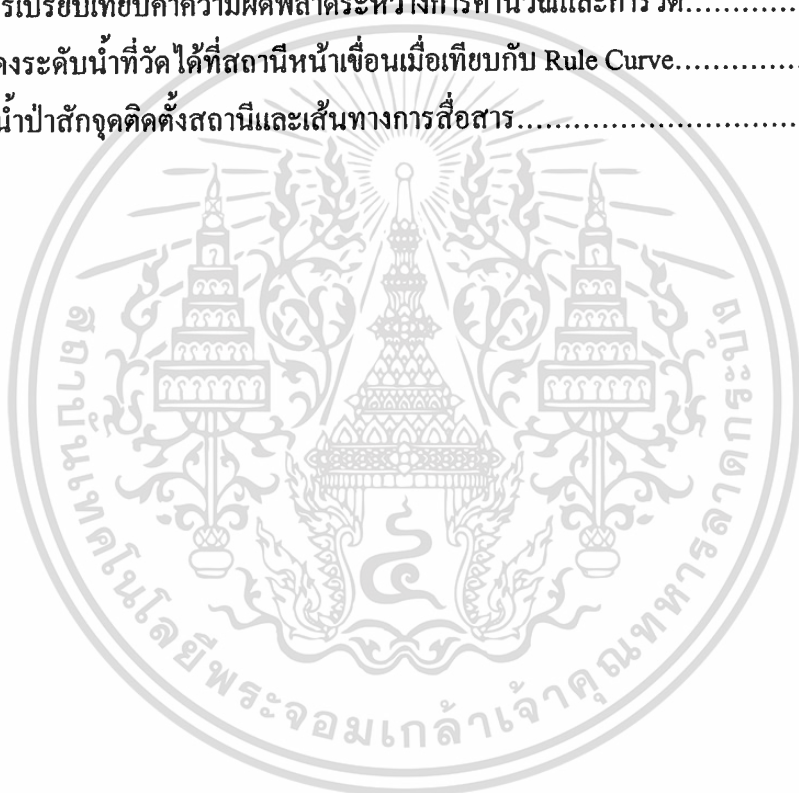 รเปรียบเทียบค่าความผิดพลาดระหว่างการคำนวณและการวัด............
งระดับน้ำที่วัดได้ที่สถานีหน้าเขื่อนเมื่อเทียบกับ Rule Curve..............
น้ำป่าสักจุดติดตั้งสถานีและเส้นทางการสื่อสาร.............................
สถาบันเทคโนโลยีพระจอมเกล้าเจ้าคุณทหารลาดกระบัง